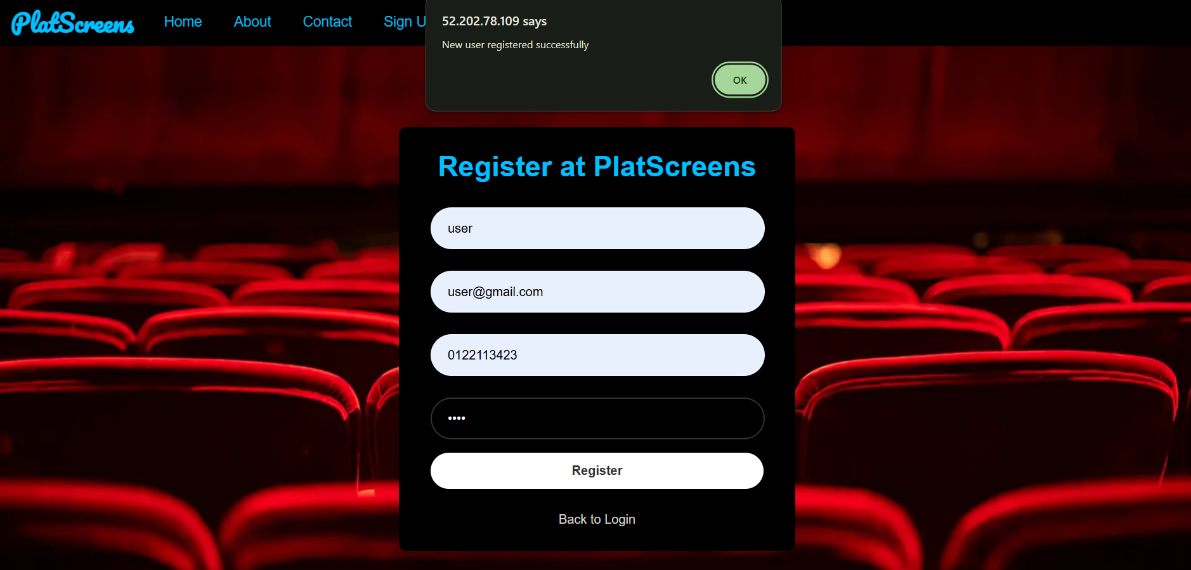 PlatScreens Home About Contact Sign U
52.202.78.109 says
New user registered successfully
OK
Register at PlatScreens
user
user@gmail.com
0122113423
••••
Register
Back to Login